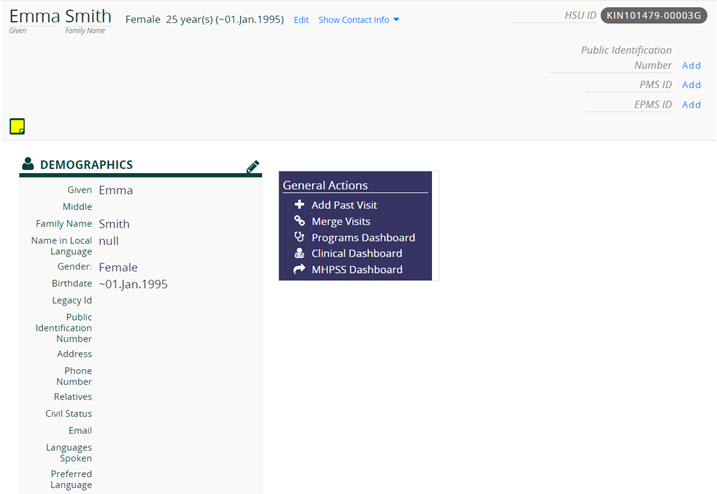 Emma Smith Female 25 year(s) (~01.Jan.1995) Edit Show Contact Info
Given Family Name
HSU ID KIN101479-00003G
Public Identification
Number Add
PMS ID Add
EPMS ID Add
DEMOGRAPHICS
Given Emma
Middle
Family Name Smith
Name in Local null
Language
Gender: Female
Birthdate ~01.Jan.1995
Legacy Id
Public
Identification
Number
Address
Phone
Number
Relatives
Civil Status
Email
Languages
Spoken
Preferred
Language
General Actions
Add Past Visit
Merge Visits
Programs Dashboard
Clinical Dashboard
MHPSS Dashboard